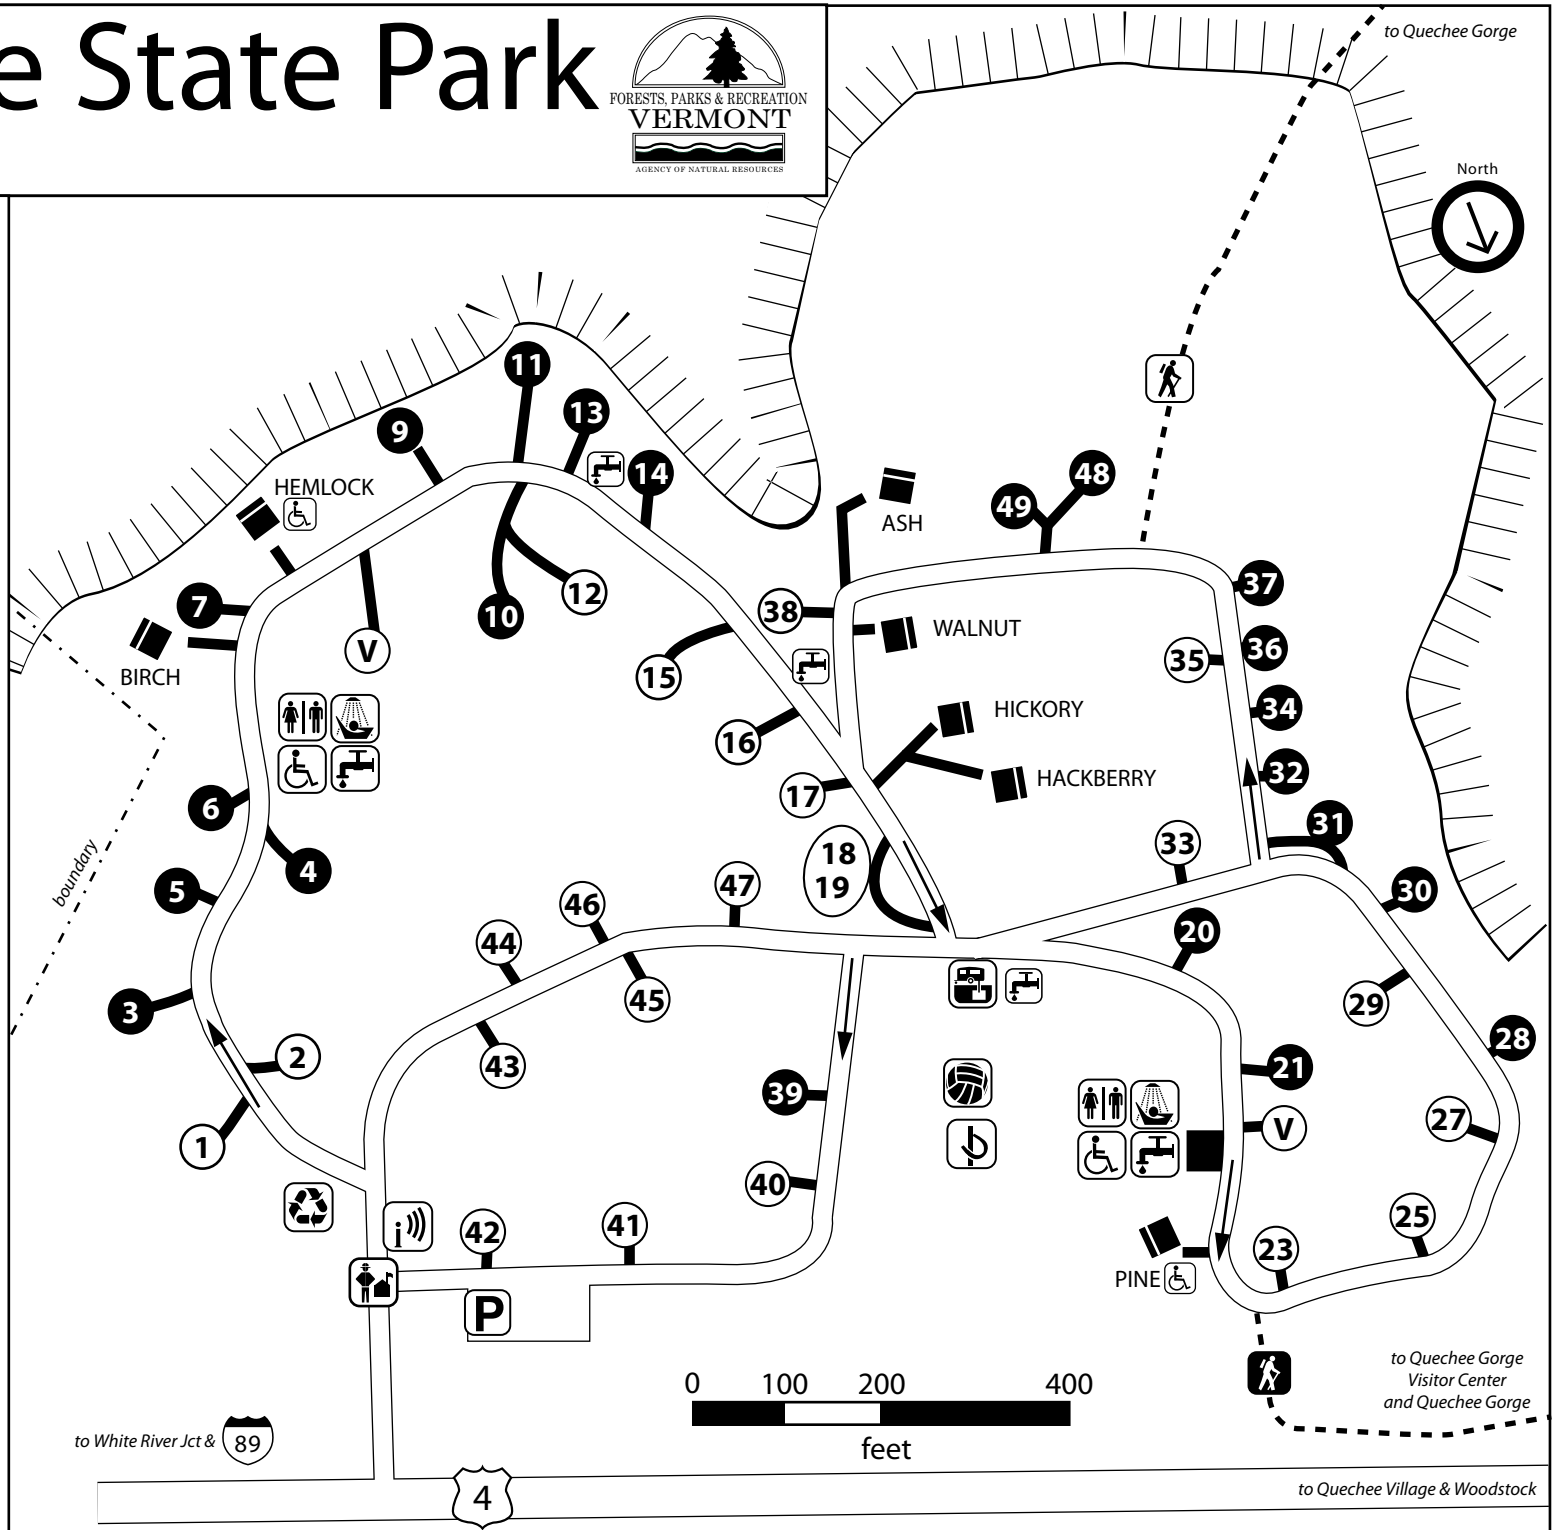 e State Park
FORESTS, PARKS & RECREATION
VERMONT
AGENCY OF NATURAL RESOURCES
to Quechee Gorge
North
11
13
9
14
HEMLOCK
48
49
ASH
7
12
10
38
37
BIRCH
V
15
WALNUT
36
35
HICKORY
34
16
HACKBERRY
32
17
6
31
boundary
4
5
18
19
33
47
46
30
44
20
45
29
3
28
2
43
21
39
27
V
1
40
42
41
25
23
i
PINE
P
to Quechee Gorge
Visitor Center
and Quechee Gorge
0 100 200 400
feet
to White River Jct & 89
4
to Quechee Village & Woodstock